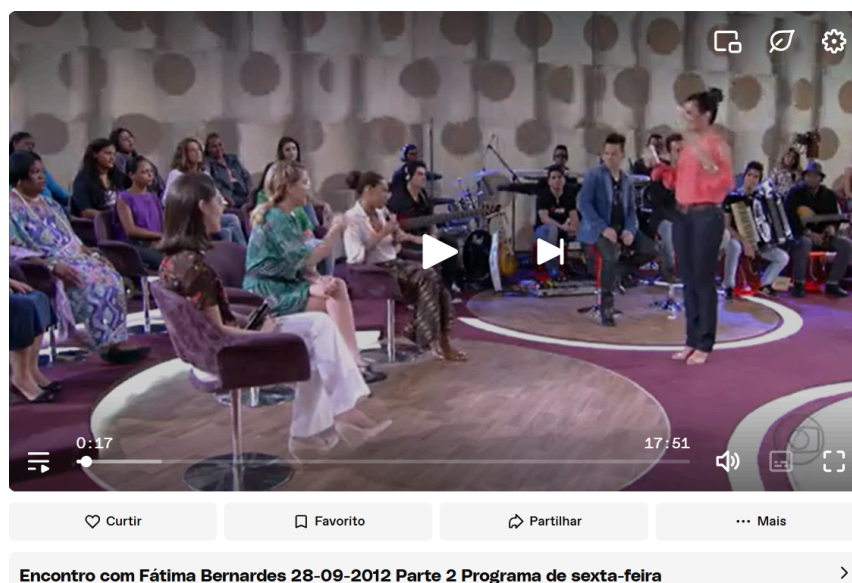 0:17
17:51
Curtir
Favorito
Partilhar
Mais
Encontro com Fátima Bernardes 28-09-2012 Parte 2 Programa de sexta-feira